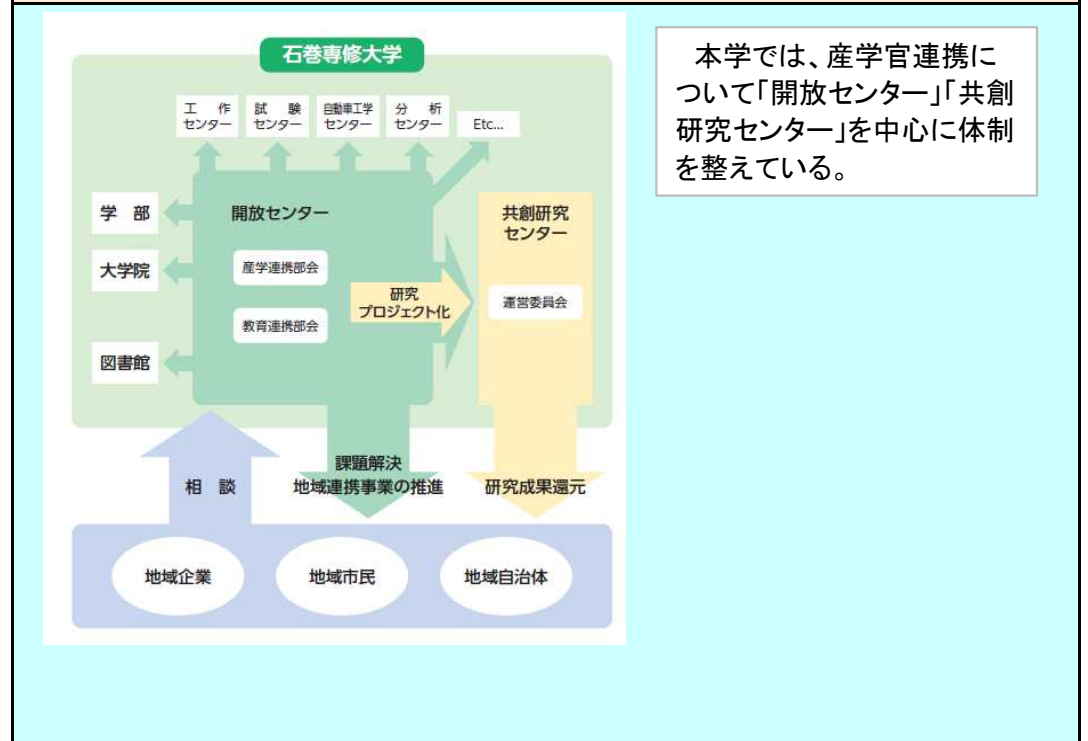 石巻専修大学
工　作
センター
試　験
センター
自動車工学
センター
分　析
センター
Etc...
学　部
大学院
図書館
開放センター
産学連携部会
教育連携部会
研究
プロジェクト化
共創研究
センター
運営委員会
相　談
課題解決
地域連携事業の推進
研究成果還元
地域企業
地域市民
地域自治体
本学では、産学官連携に
ついて「開放センター」「共創
研究センター」を中心に体制
を整えている。